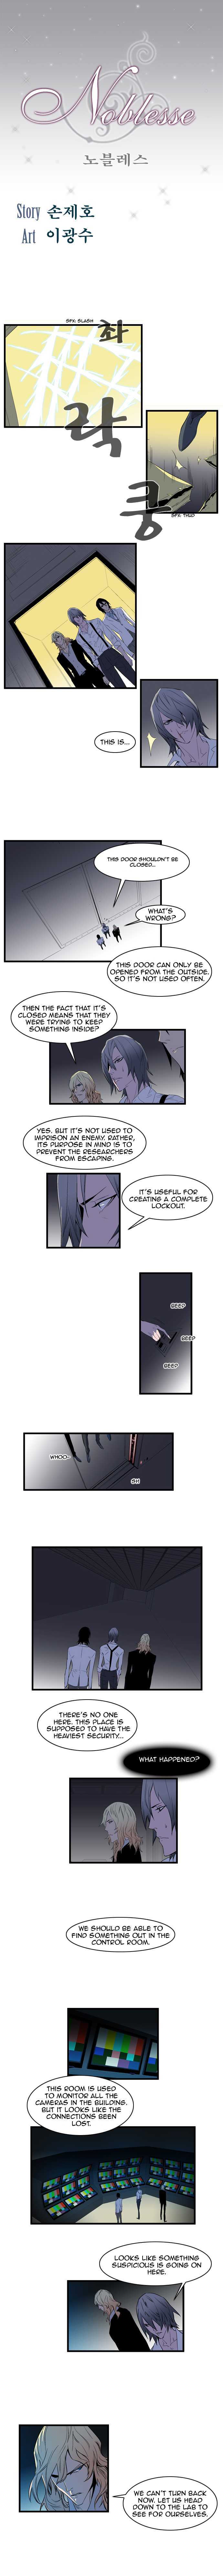 Noblesse
노블레스
Story 손제호
Art 이광수
SFX: SLASH
촤
락
쿵
SFX: THUD
THIS IS...
THIS DOOR SHOULDN'T BE
CLOSED...
WHAT'S
WRONG?
THIS DOOR CAN ONLY BE
OPENED FROM THE OUTSIDE.
SO IT'S NOT USED OFTEN.
THEN THE FACT THAT IT'S
CLOSED MEANS THAT THEY
WERE TRYING TO KEEP
SOMETHING INSIDE?
YES. BUT IT'S NOT USED TO
IMPRISON AN ENEMY. RATHER,
ITS PURPOSE IN MIND IS TO
PREVENT THE RESEARCHERS
FROM ESCAPING.
IT'S USEFUL FOR
CREATING A COMPLETE
LOCKOUT.
BEEP
BEEP
BEEP
WHOO-
SH
THERE'S NO ONE
HERE. THIS PLACE IS
SUPPOSED TO HAVE THE
HEAVIEST SECURITY...
WHAT HAPPENED?
WE SHOULD BE ABLE TO
FIND SOMETHING OUT IN THE
CONTROL ROOM.
THIS ROOM IS USED
TO MONITOR ALL THE
CAMERAS IN THE BUILDING.
BUT IT LOOKS LIKE THE
CONNECTIONS BEEN
LOST.
LOOKS LIKE SOMETHING
SUSPICIOUS IS GOING ON
HERE.
WE CAN'T TURN BACK
NOW. LET US HEAD
DOWN TO THE LAB TO
SEE FOR OURSELVES.